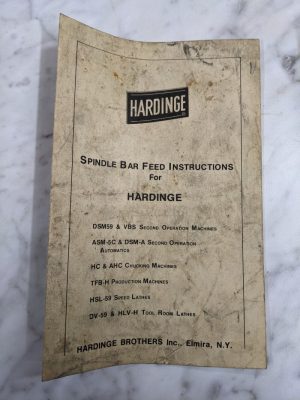 HARDINGE
SPINDLE BAR FEED INSTRUCTIONS
FOR
HARDINGE
DSM59 & VBS SECOND OPERATION MACHINES
ASM-5C & DSM-A SECOND OPERATION
AUTOMATICS
HC & AHC CHUCKING MACHINES
TFB-H PRODUCTION MACHINES
HSL-59 SPEED LATHES
DV-59 & HLV-H TOOL ROOM LATHES
HARDINGE BROTHERS Inc., Elmira, N.Y.